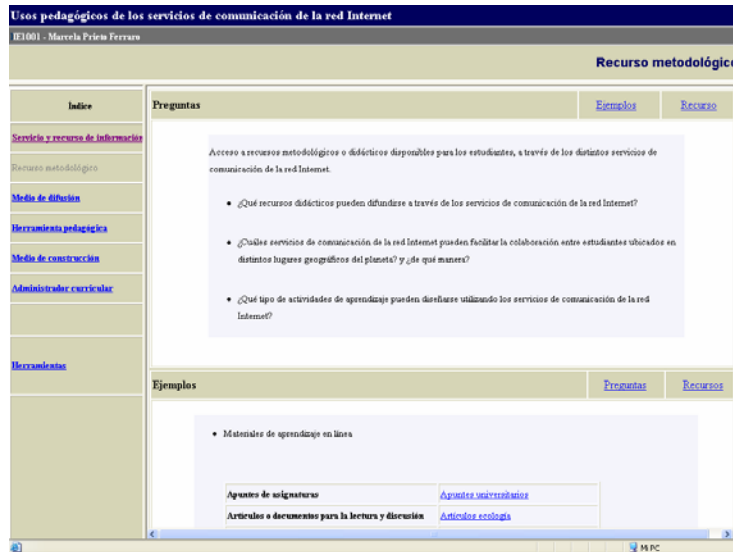 Usos pedagógicos de los servicios de comunicación de la red Internet
IE1001 - Marcela Prieto Ferraro
Recurso metodológico
Indice
Servicio y recurso de información
Recurso metodológico
Medio de difusión
Herramienta pedagógica
Medio de construcción
Administrador curricular
Herramientas
Preguntas
Ejemplos
Recurso
Acceso a recursos metodológicos o didácticos disponibles para los estudiantes, a través de los distintos servicios de
comunicación de la red Internet.
• ¿Qué recursos didácticos pueden difundirse a través de los servicios de comunicación de la red Internet?
• ¿Cuáles servicios de comunicación de la red Internet pueden facilitar la colaboración entre estudiantes ubicados en
distintos lugares geográficos del planeta? y ¿de qué manera?
• ¿Qué tipo de actividades de aprendizaje pueden diseñarse utilizando los servicios de comunicación de la red
Internet?
Ejemplos
Preguntas
Recursos
• Materiales de aprendizaje en línea
Apuntes de asignaturas
Apuntes universitarios
Artículos o documentos para la lectura y discusión
Artículos ecología
Mi PC